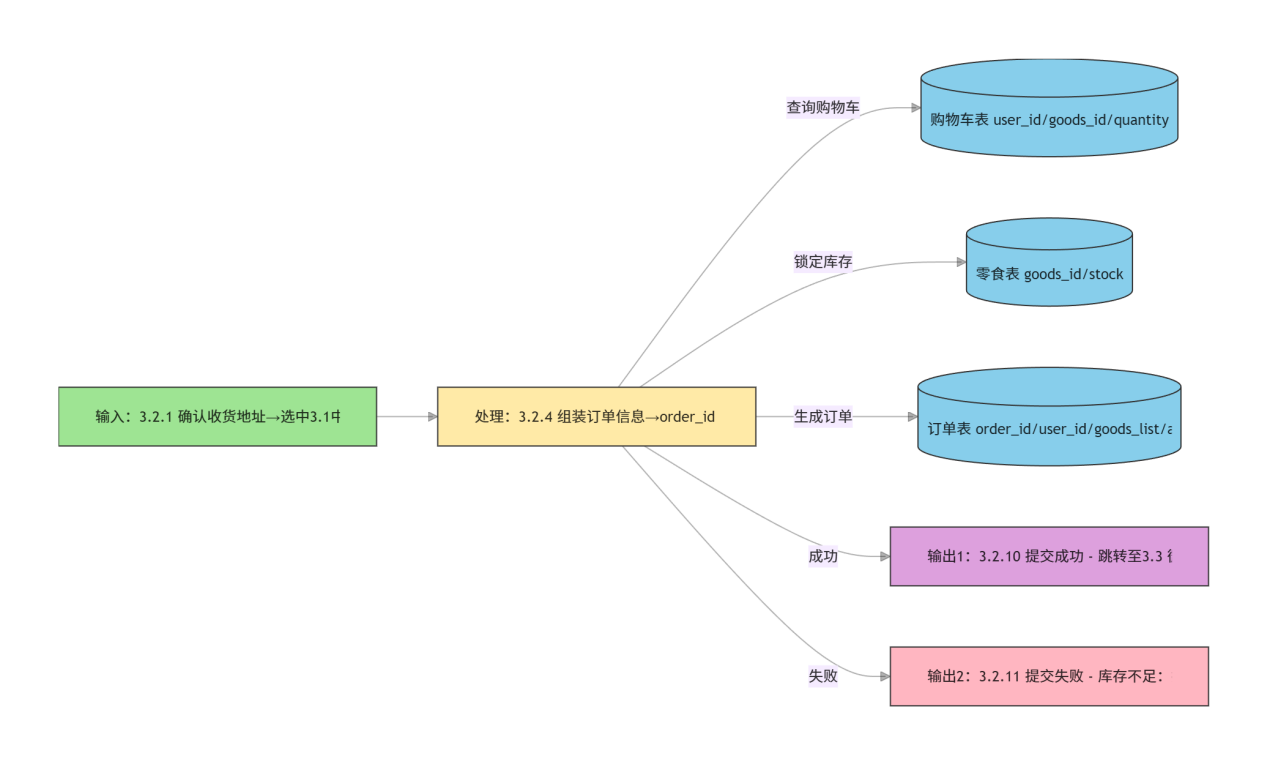 查询购物车
购物车表 user_id/goods_id/quantity
锁定库存
零食表 goods_id/stock
输入：3.2.1 确认收货地址→选中3.1中
处理：3.2.4 组装订单信息→order_id
生成订单
订单表 order_id/user_id/goods_list/a
成功
输出1：3.2.10 提交成功 - 跳转至3.3
失败
输出2：3.2.11 提交失败 - 库存不足：